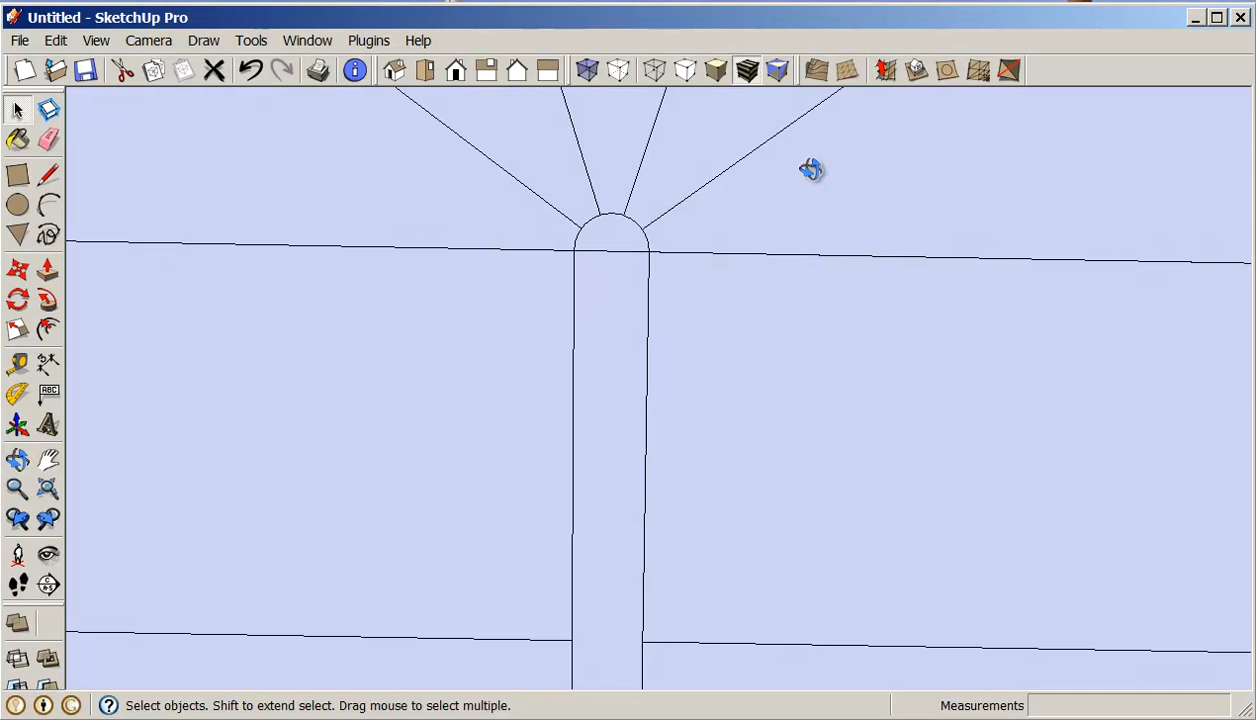 Untitled - SketchUp Pro
File Edit View Camera Draw Tools Window Plugins Help
ABC
Select objects. Shift to extend select. Drag mouse to select multiple. Measurements